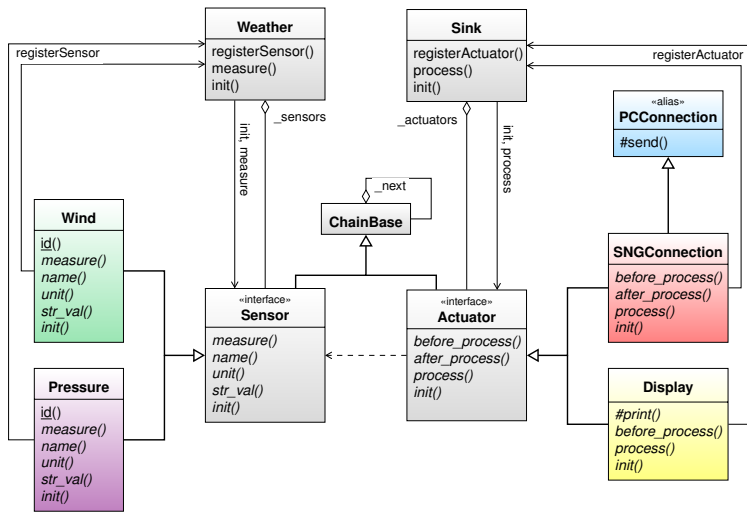 Weather
registerSensor()
measure()
init()
Sink
registerActuator()
process()
init()
registerSensor
registerActuator
_sensors
_actuators
init, measure
init, process
«alias»
PCConnection
#send()
_next
ChainBase
Wind
id()
measure()
name()
unit()
str_val()
init()
SNGConnection
before_process()
after_process()
process()
init()
«interface»
Sensor
measure()
name()
unit()
str_val()
init()
«interface»
Actuator
before_process()
after_process()
process()
init()
Pressure
id()
measure()
name()
unit()
str_val()
init()
Display
#print()
before_process()
process()
init()